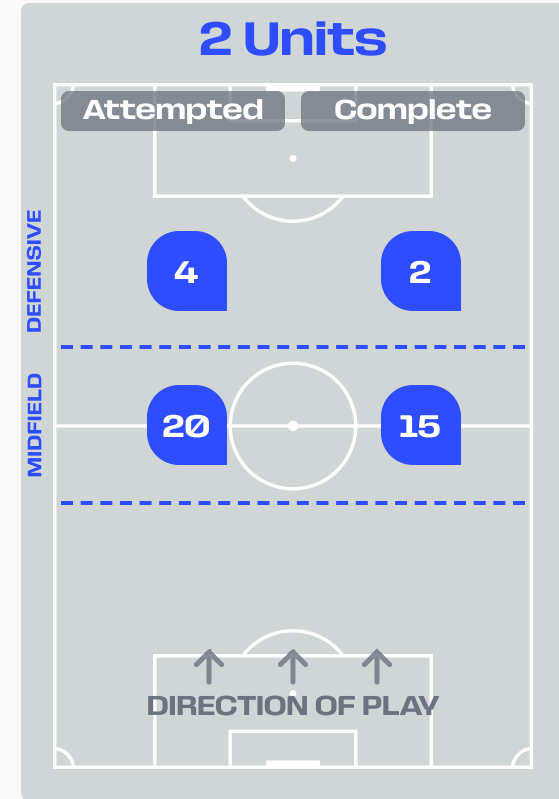 2 Units
Attempted Complete
DEFENSIVE
4 2
MIDFIELD
20 15
DIRECTION OF PLAY